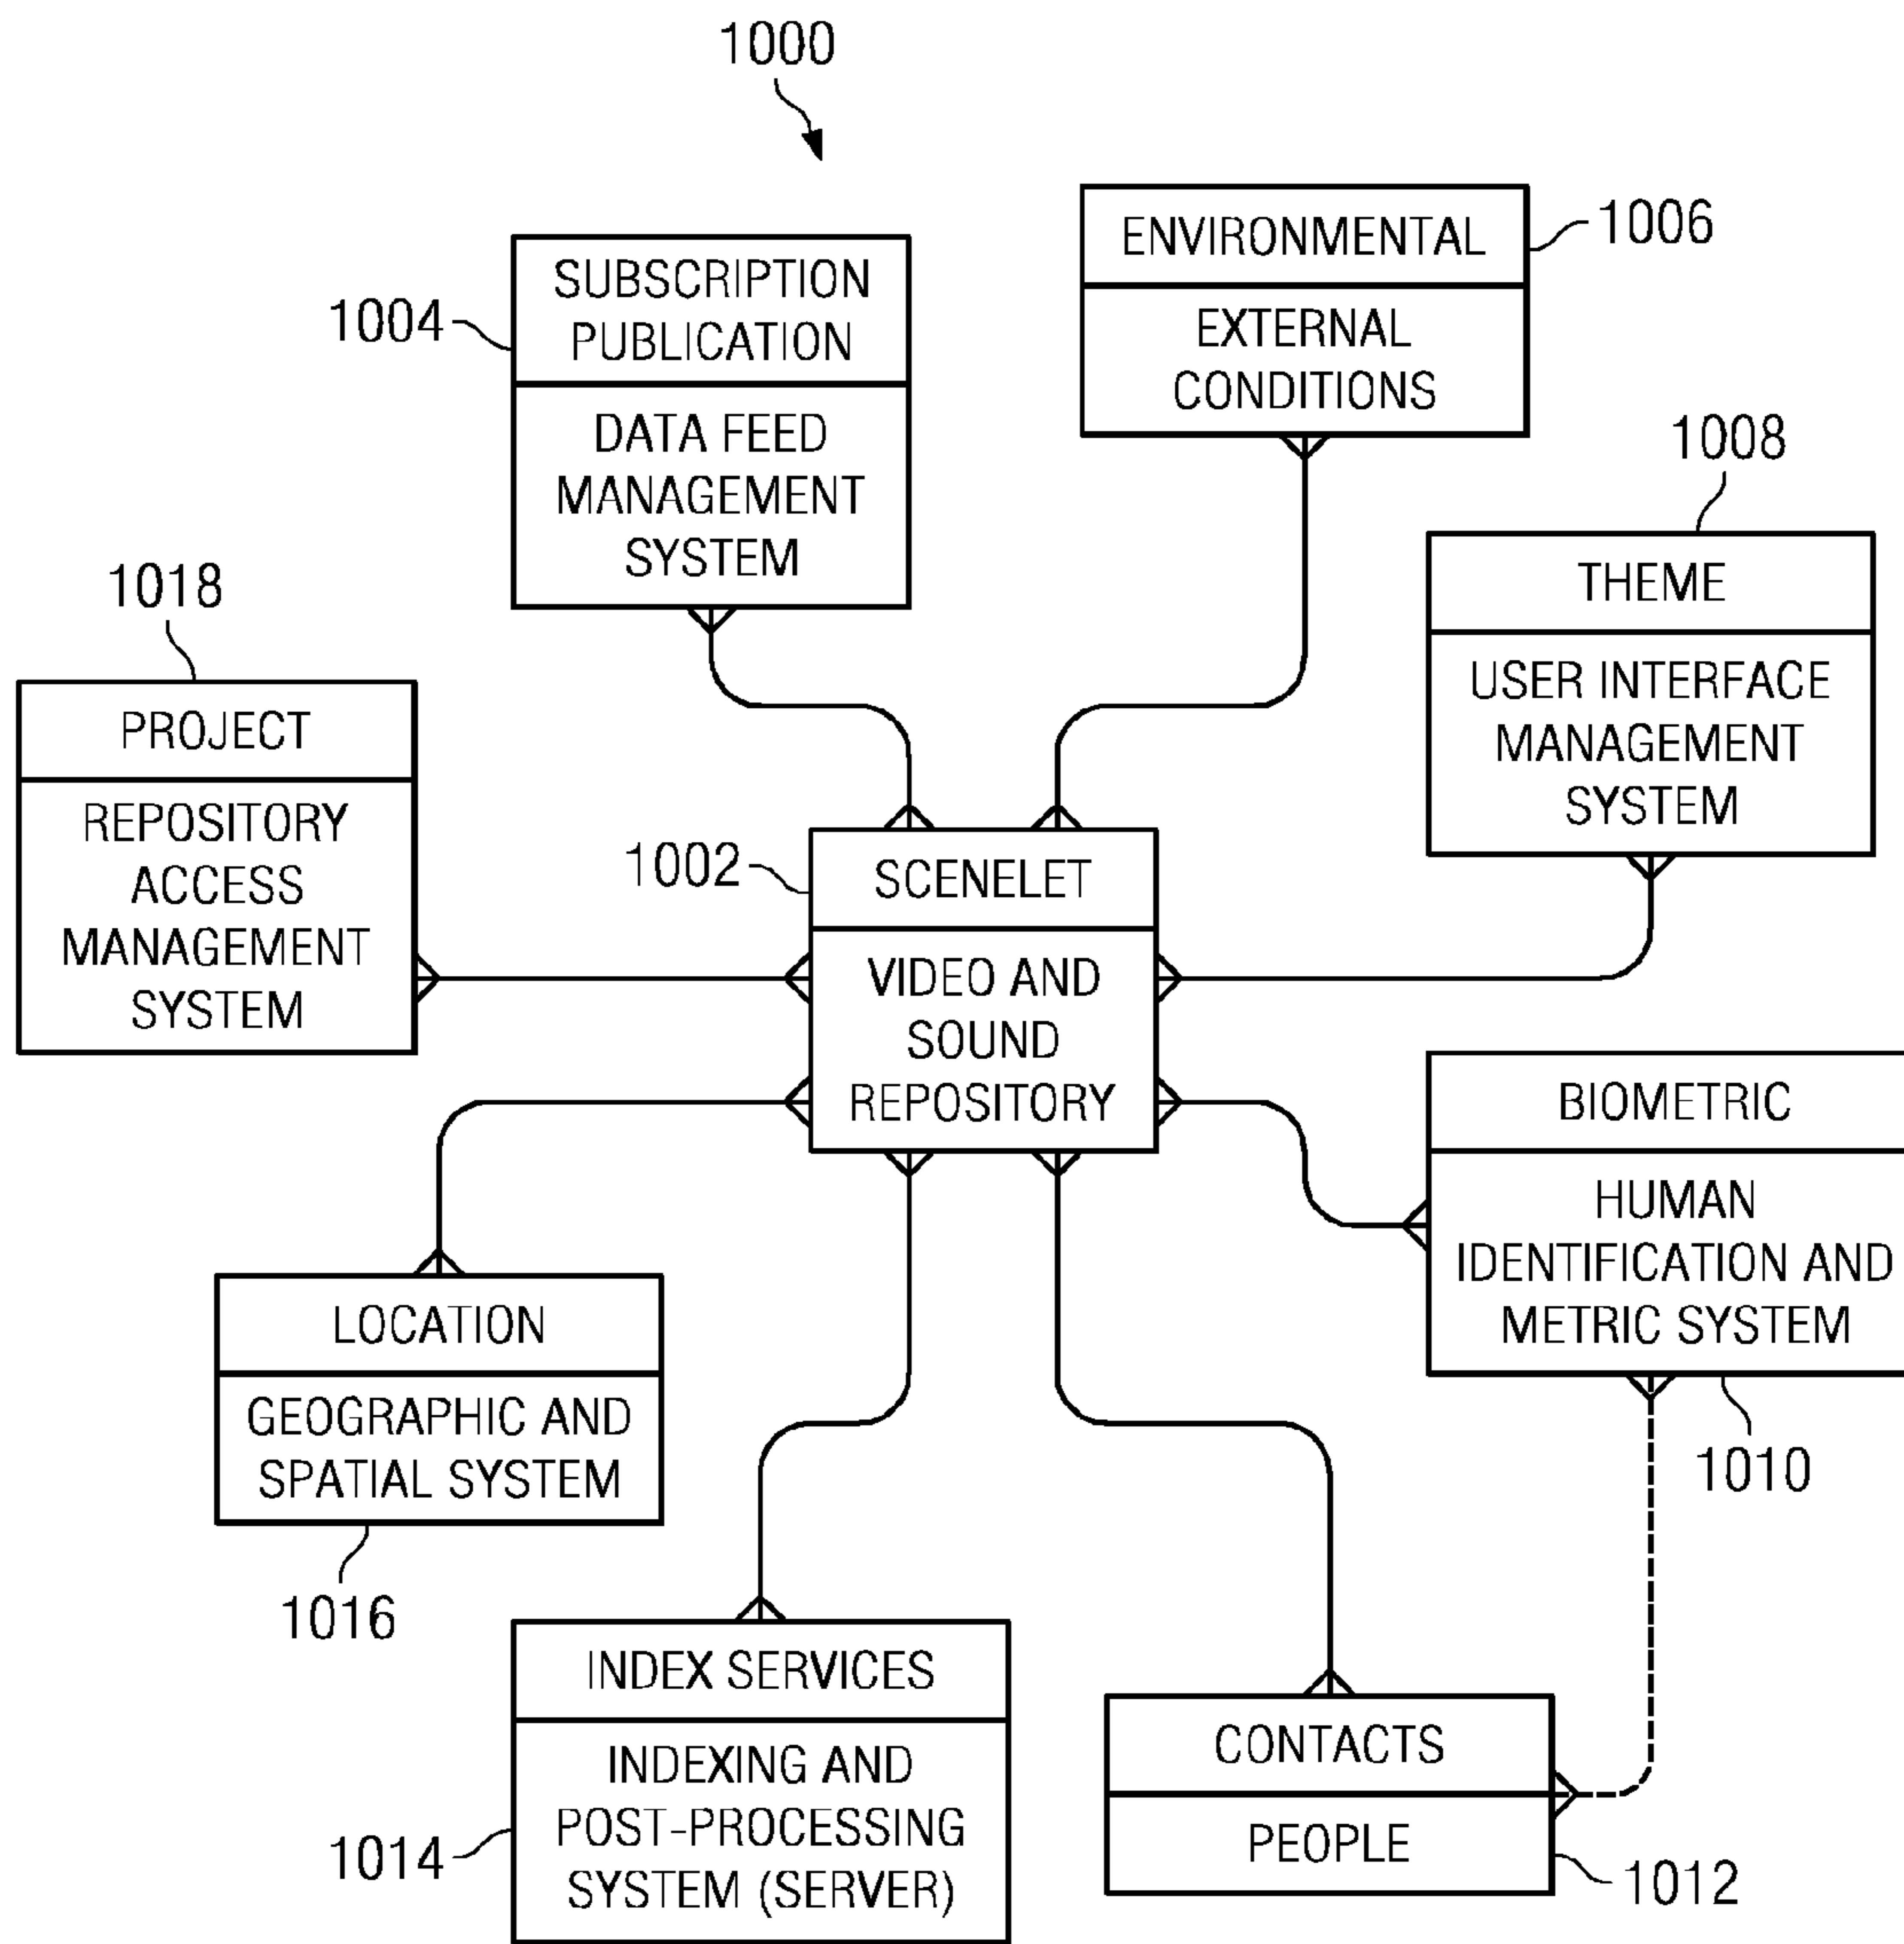 1000
ENVIRONMENTAL
EXTERNAL
CONDITIONS
1006
SUBSCRIPTION
PUBLICATION
DATA FEED
MANAGEMENT
SYSTEM
1004
1008
THEME
USER INTERFACE
MANAGEMENT
SYSTEM
1018
PROJECT
REPOSITORY
ACCESS
MANAGEMENT
SYSTEM
1002
SCENELET
VIDEO AND
SOUND
REPOSITORY
BIOMETRIC
HUMAN
IDENTIFICATION AND
METRIC SYSTEM
1010
LOCATION
GEOGRAPHIC AND
SPATIAL SYSTEM
1016
INDEX SERVICES
INDEXING AND
POST-PROCESSING
SYSTEM (SERVER)
1014
CONTACTS
PEOPLE
1012